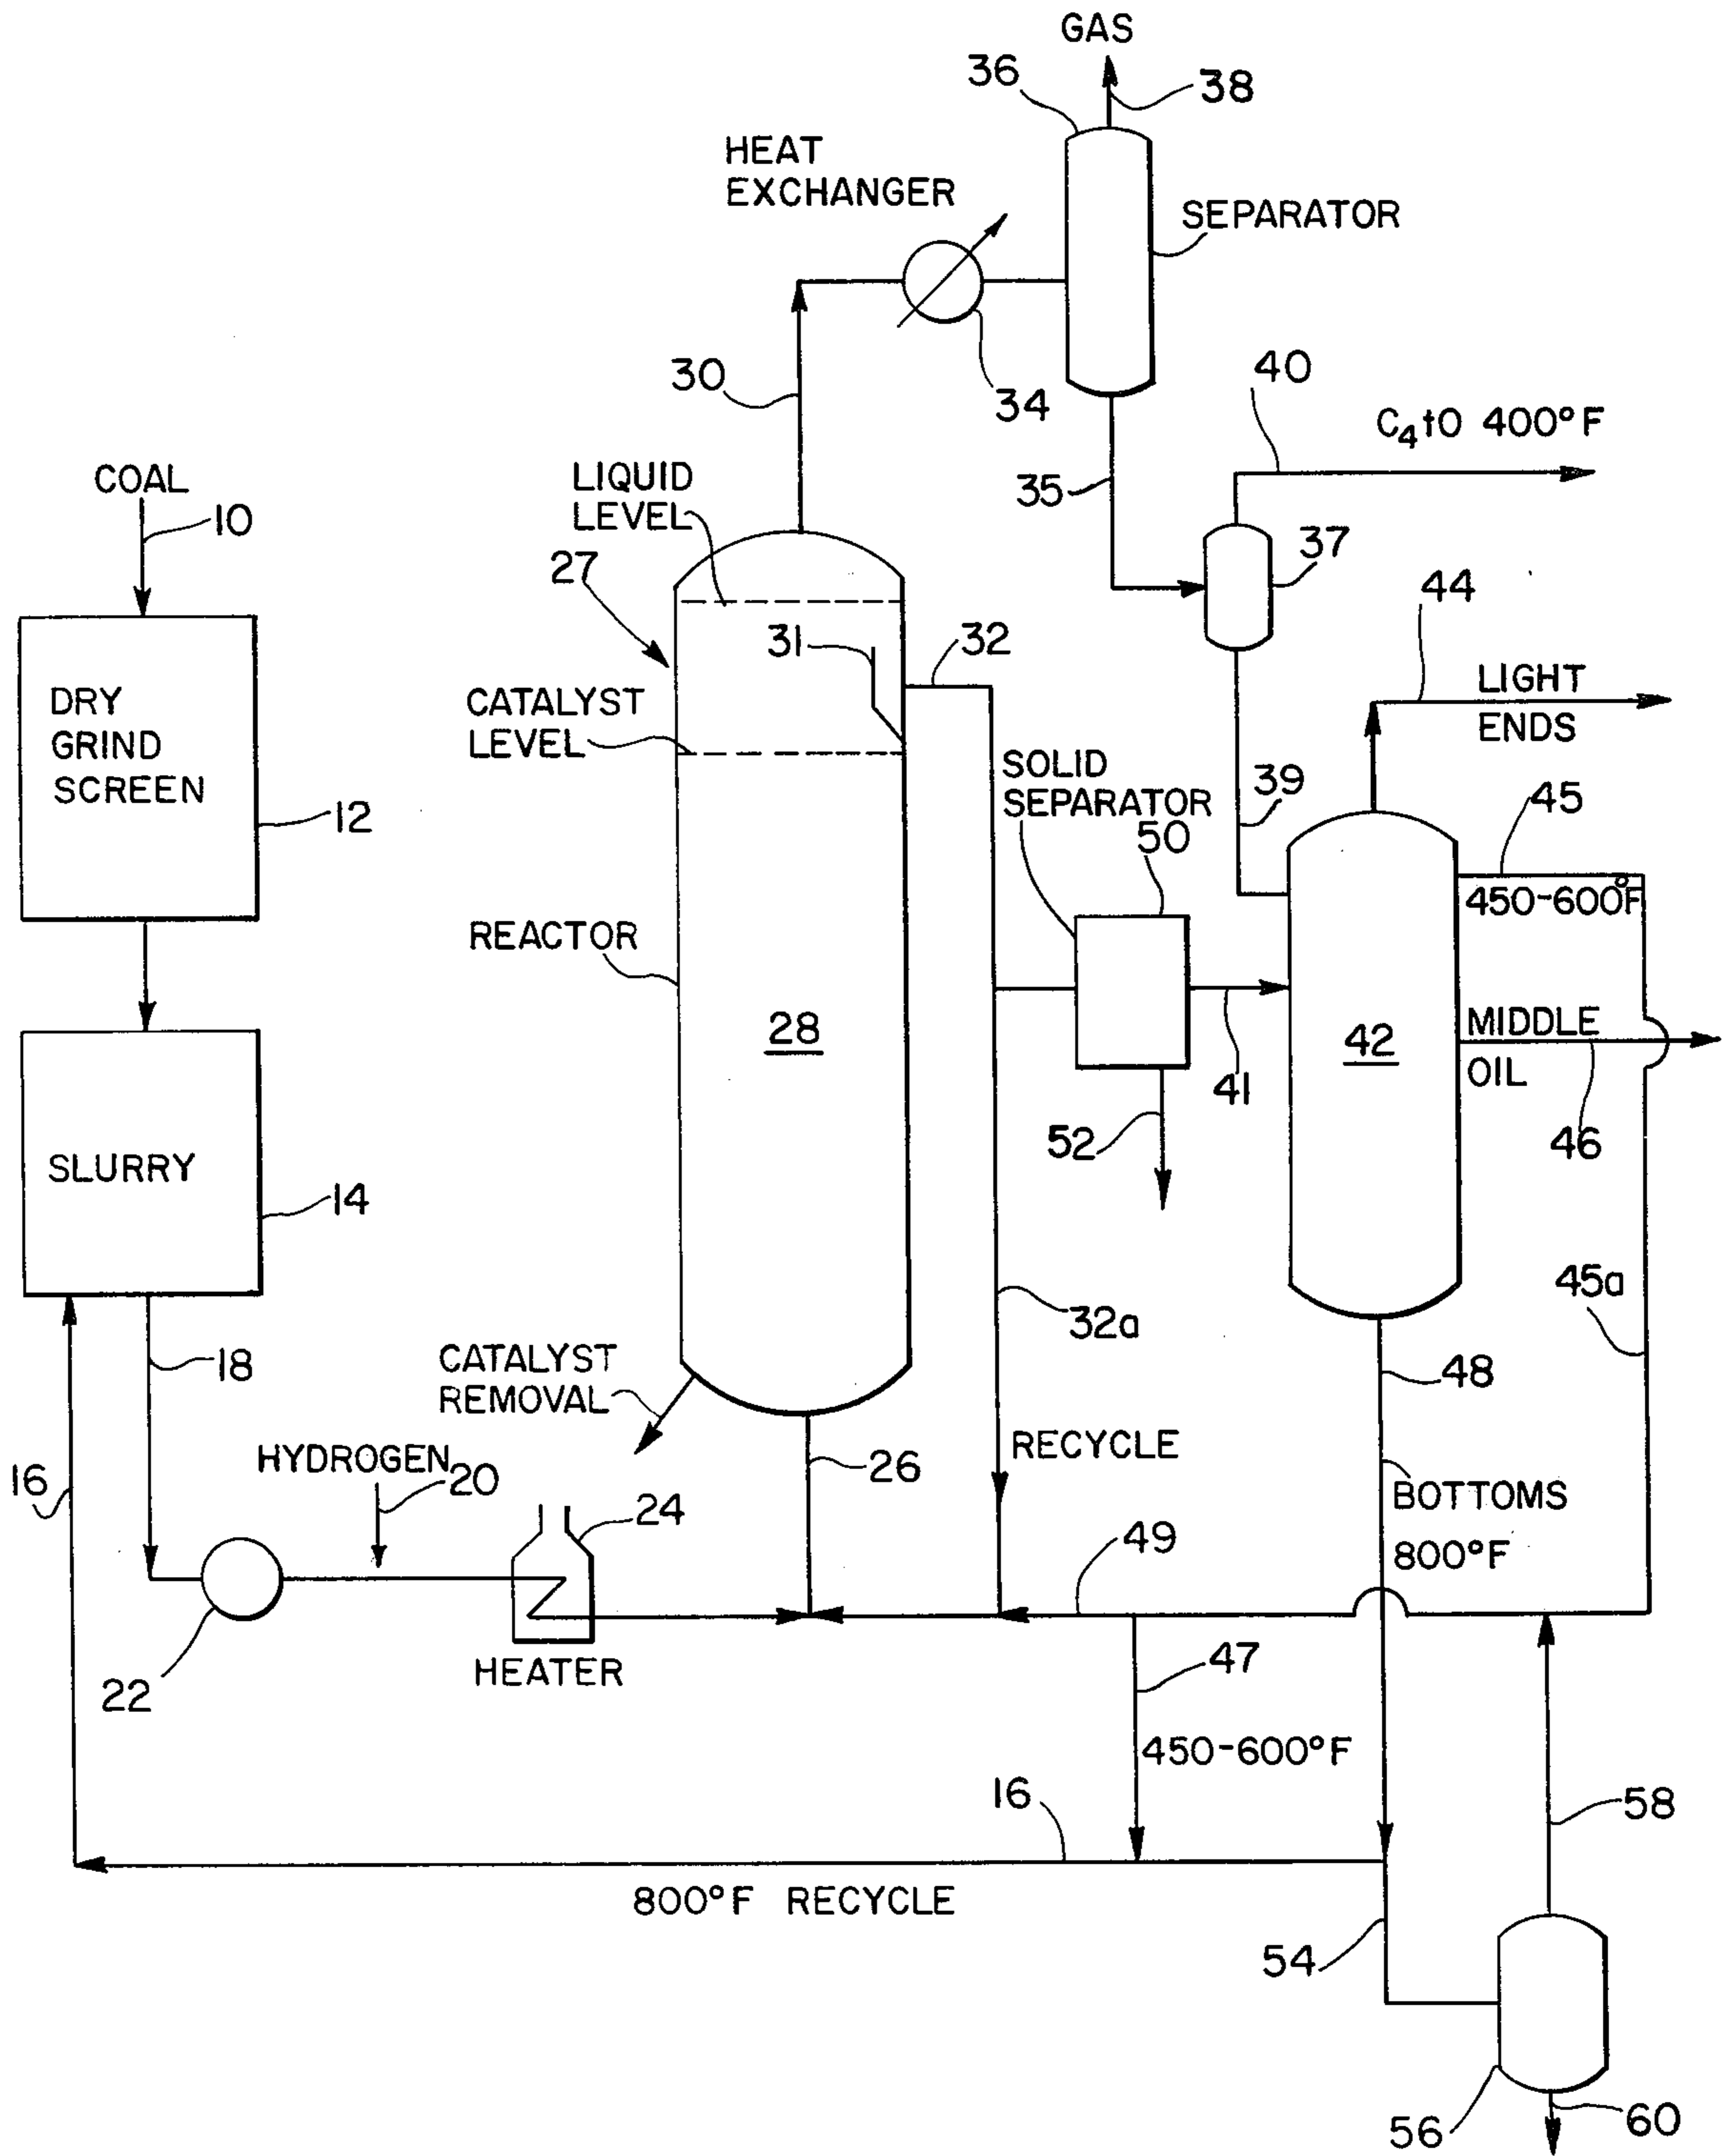 GAS
36
38
HEAT
EXCHANGER
SEPARATOR
30
34
40
C4 tO 400°F
COAL
10
LIQUID
LEVEL
35
27
37
44
31
32
LIGHT
ENDS
DRY
GRIND
SCREEN
CATALYST
LEVEL
SOLID
SEPARATOR
50
39
45
12
450-600°F
REACTOR
28
42
MIDDLE
OIL
41
52
46
SLURRY
14
45a
32a
18
CATALYST
REMOVAL
48
RECYCLE
HYDROGEN
20
16
26
BOTTOMS
800°F
24
49
HEATER
22
47
450-600°F
16
58
800°F RECYCLE
54
56
60